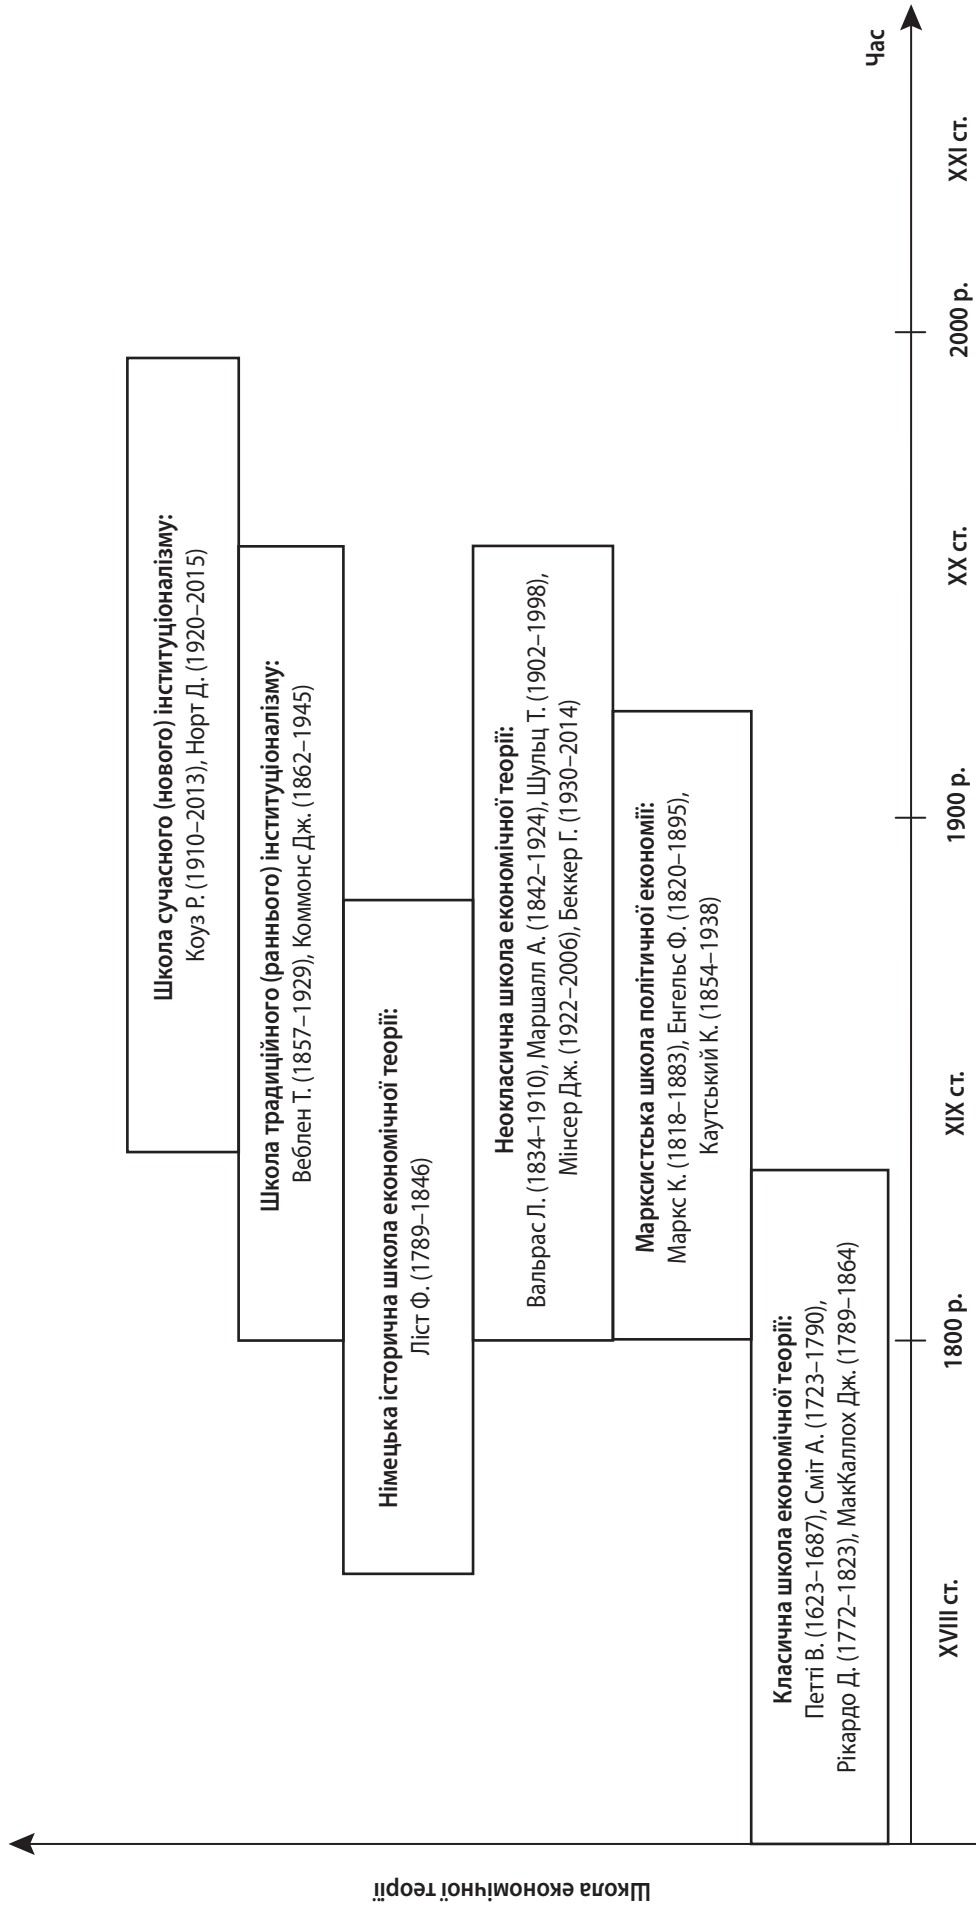 Школа сучасного (нового) інституціоналізму:
Коуз Р. (1910–2013), Норт Д. (1920–2015)
Школа традиційного (раннього) інституціоналізму:
Веблен Т. (1857–1929), Коммонс Дж. (1862–1945)
Німецька історична школа економічної теорії:
Ліст Ф. (1789–1846)
Неокласична школа економічної теорії:
Вальрас Л. (1834–1910), Маршалл А. (1842–1924), Шульц Т. (1902–1998),
Мінсер Дж. (1922–2006), Беккер Г. (1930–2014)
Марксистська школа політичної економії:
Маркс К. (1818–1883), Енгельс Ф. (1820–1895),
Каутський К. (1854–1938)
Класична школа економічної теорії:
Петті В. (1623–1687), Сміт А. (1723–1790),
Рікардо Д. (1772–1823), МакКаллох Дж. (1789–1864)
Школа економічної теорії
Час
XVIII ст.
1800 р.
XIX ст.
1900 р.
XX ст.
2000 р.
XXI ст.